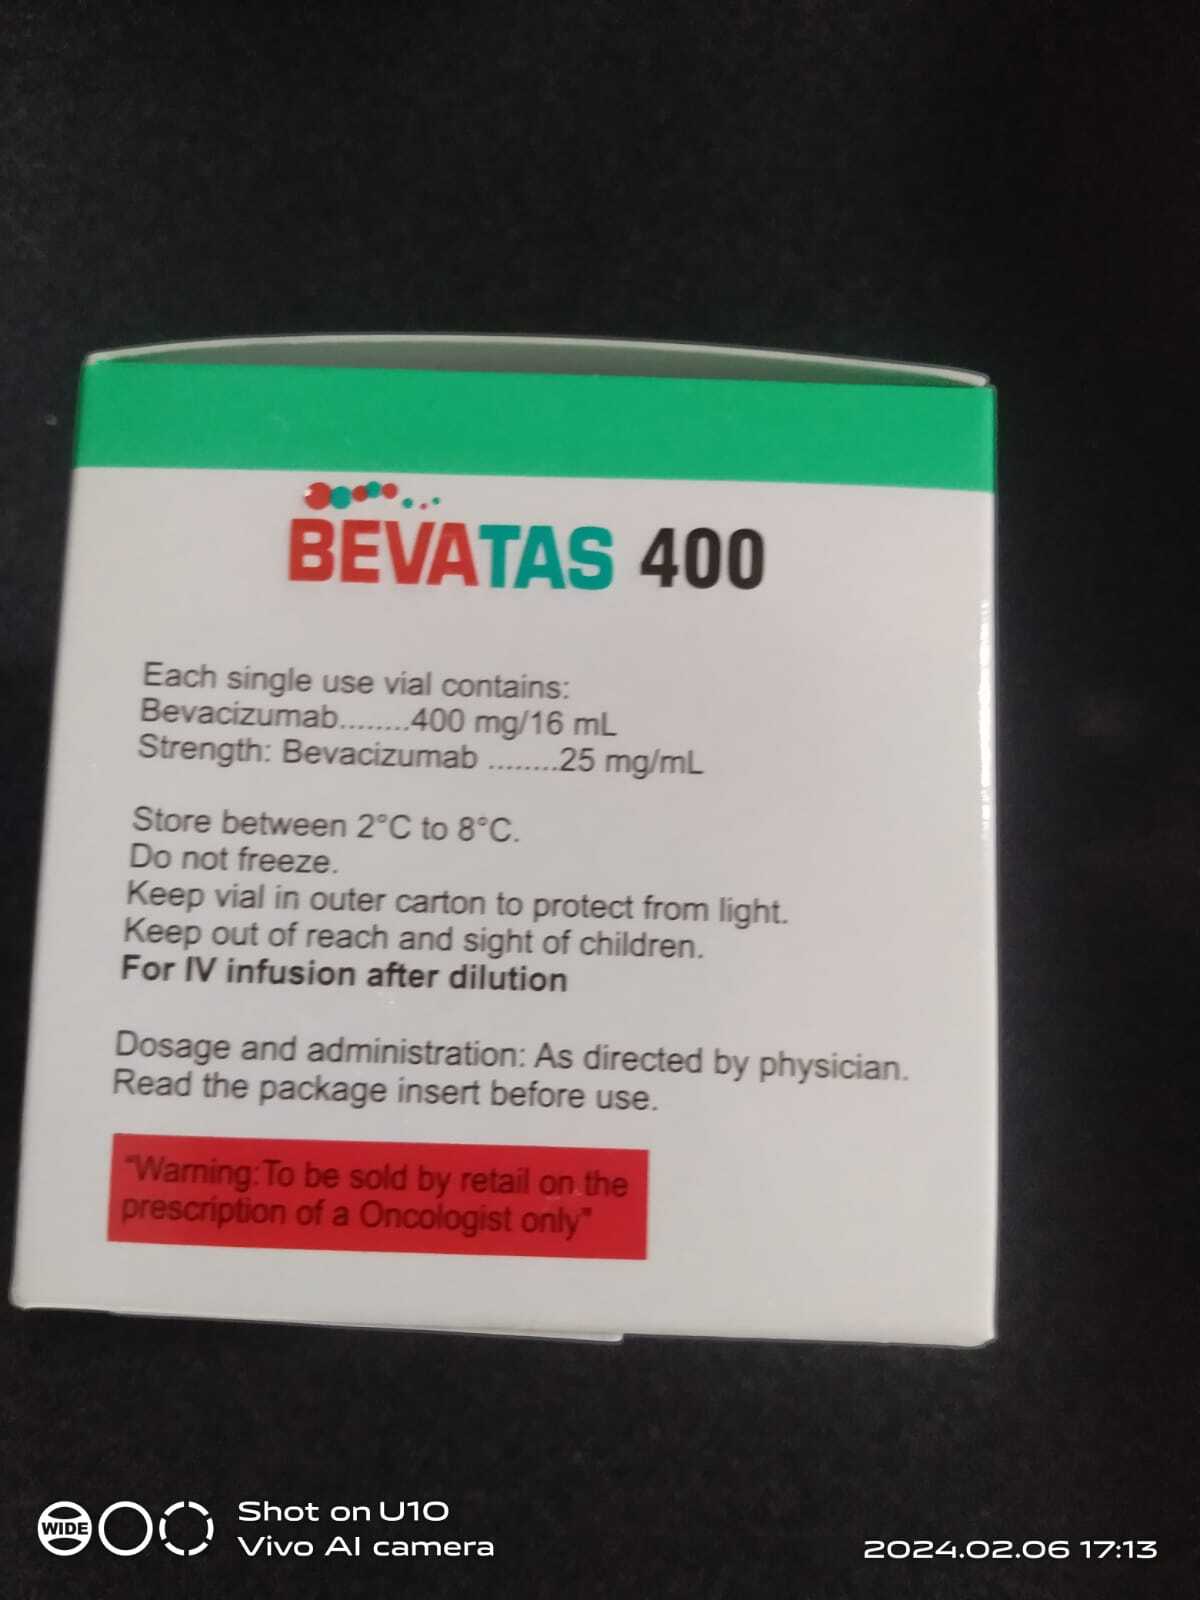 BEVATAS 400
Each single use vial contains:
Bevacizumab........400 mg/16 mL
Strength: Bevacizumab ........25 mg/mL
Store between 2°C to 8°C.
Do not freeze.
Keep vial in outer carton to protect from light.
Keep out of reach and sight of children.
For IV infusion after dilution
Dosage and administration: As directed by physician.
Read the package insert before use.
"Warning: To be sold by retail on the
prescription of a Oncologist only"
WIDE
Shot on U10
Vivo AI camera
2024.02.06 17:13